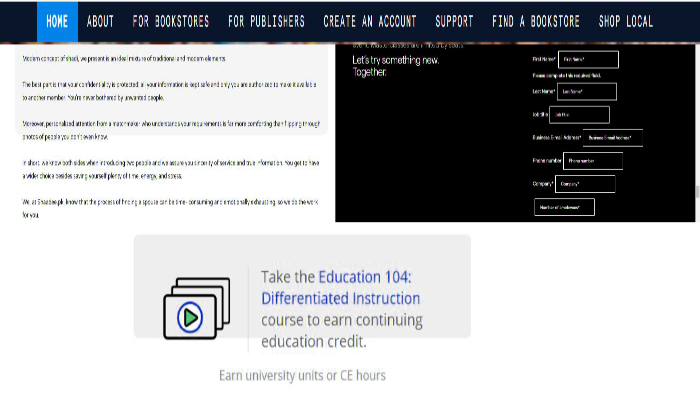 HOME ABOUT FOR BOOKSTORES FOR PUBLISHERS CREATE AN ACCOUNT SUPPORT FIND A BOOKSTORE SHOP LOCAL
Modern concept of shadi, we present is an ideal mixture of traditional and modern elements.
The best part is that your confidentiality is protected, all your information is kept safe and only you are authorized to make it available
to another member. You're never bothered by unwanted people.
Moreover, personalized attention from a matchmaker who understands your requirements is far more comforting than flipping through
photos of people you don't even know.
In short, we know both sides when introducing two people and we assure you sincerity of service and true information. You get to have
a wider choice besides saving yourself plenty of time, energy, and stress.
We, at Shaadee.pk, know that the process of finding a spouse can be time- consuming and emotionally exhausting, so we do the work
for you.
Let's try something new.
Together.
First Name* First Name*
Please complete this required field.
Last Name* Last Name*
Job title Job title
Business Email Address* Business Email Address*
Phone number Phone number
Company* Company*
Number of employees*
Take the Education 104:
Differentiated Instruction
course to earn continuing
education credit.
Earn university units or CE hours